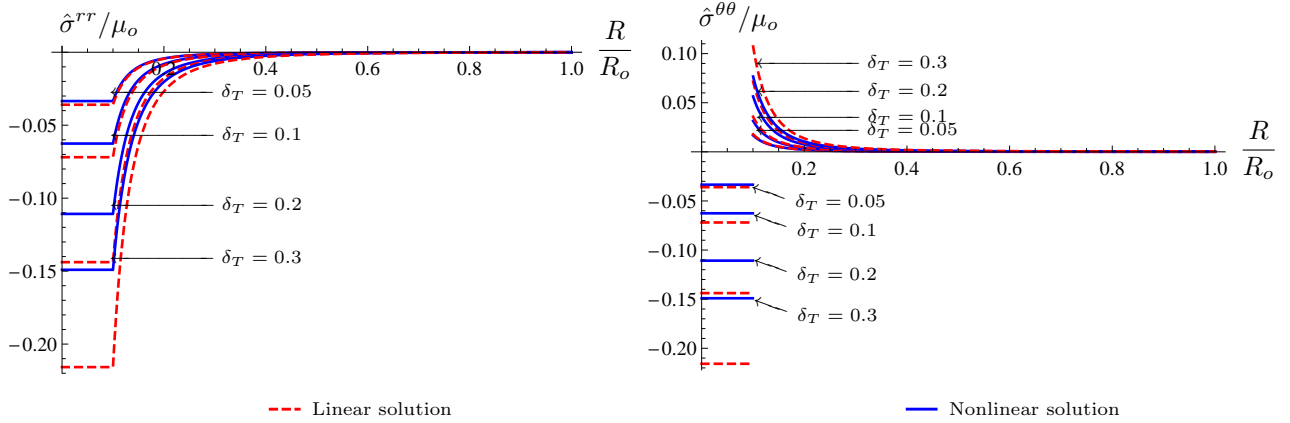 σ̂^{rr}/μ_o
R
R_o
0.2
0.4
0.6
0.8
1.0
−0.05
−0.10
−0.15
−0.20
δ_T = 0.05
δ_T = 0.1
δ_T = 0.2
δ_T = 0.3
σ̂^{θθ}/μ_o
0.10
0.05
−0.05
−0.10
−0.15
−0.20
δ_T = 0.3
δ_T = 0.2
δ_T = 0.1
δ_T = 0.05
R
R_o
0.2
0.4
0.6
0.8
1.0
δ_T = 0.05
δ_T = 0.1
δ_T = 0.2
δ_T = 0.3
Linear solution
Nonlinear solution